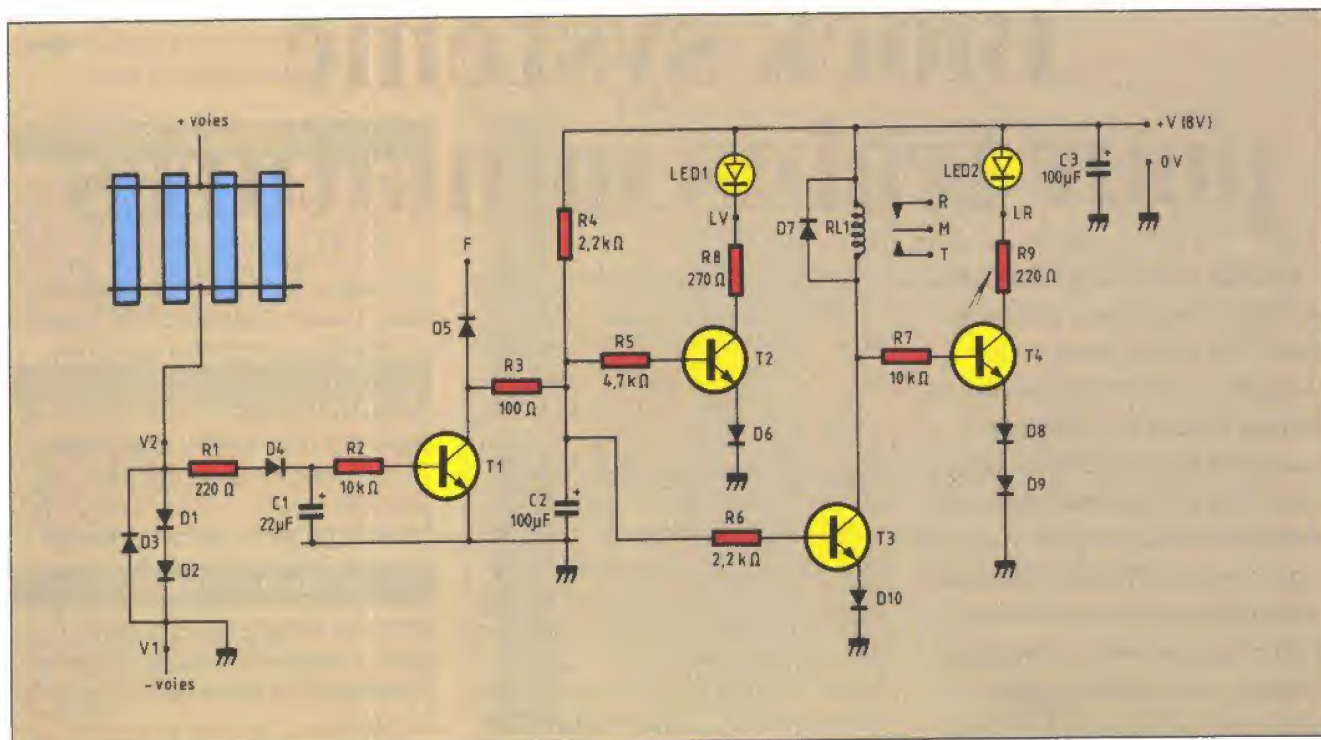 + voies
F
R4
2,2 kΩ
LED1
LV
R8
270 Ω
D7
RL1
R
M
T
LED2
LR
R9
220 Ω
C3
100µF
+
+V (8V)
0 V
D5
R3
100 Ω
R5
4,7 kΩ
T2
R7
10 kΩ
T4
V2
R1
220 Ω
D4
R2
10 kΩ
T1
D6
D8
D9
D3
D1
D2
C1
22µF
+
C2
100µF
+
R6
2,2 kΩ
T3
D10
V1
- voies